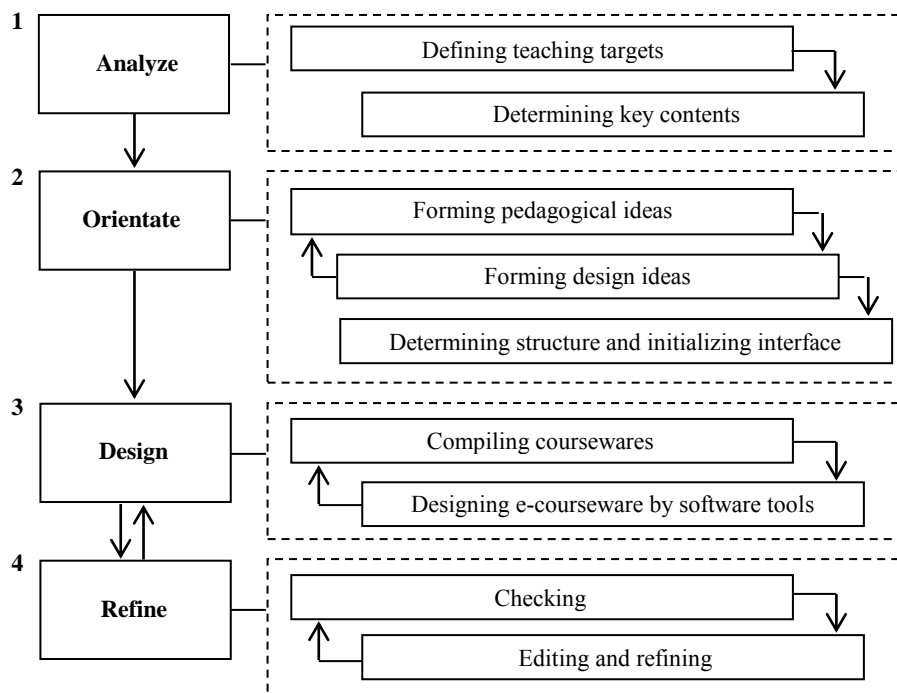 1
Analyze
Defining teaching targets
Determining key contents
2
Orientate
Forming pedagogical ideas
Forming design ideas
Determining structure and initializing interface
3
Design
Compiling coursewares
Designing e-courseware by software tools
4
Refine
Checking
Editing and refining